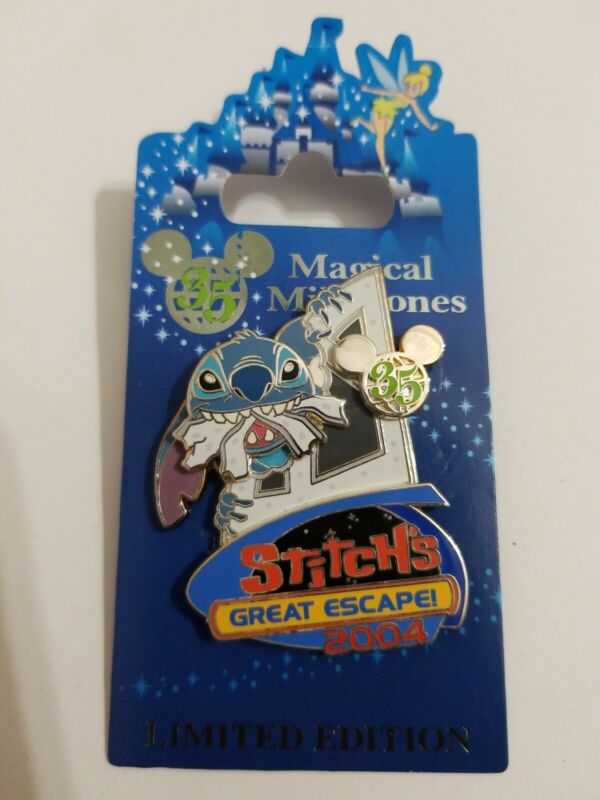 35
Magical
Milestones
35
STITCH'S
GREAT ESCAPE!
2004
LIMITED EDITION